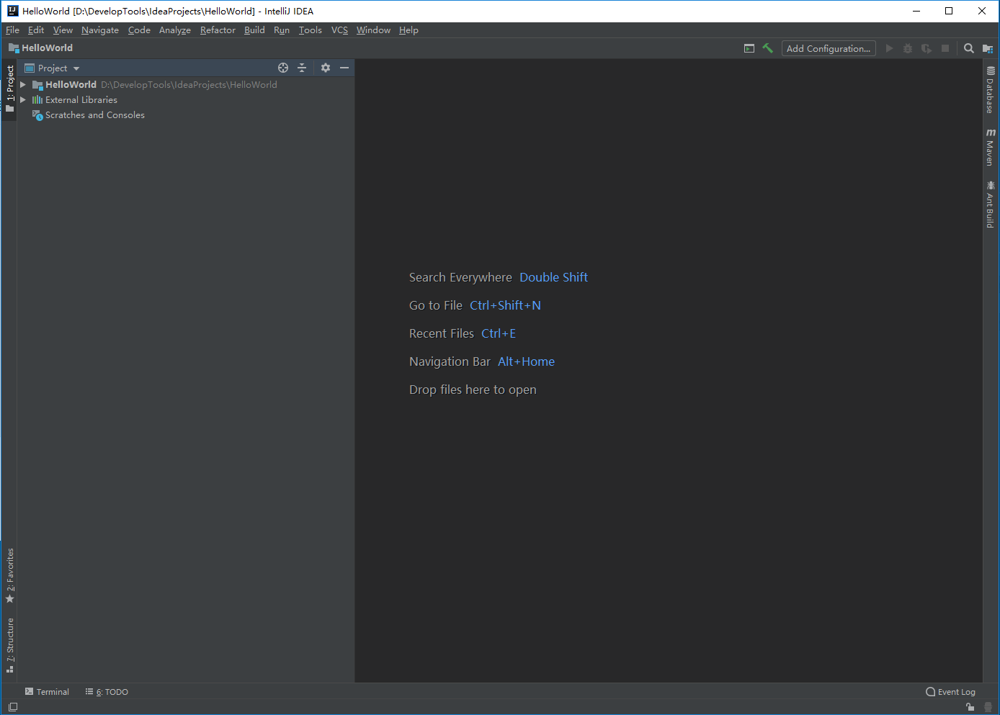 HelloWorld [D:\DevelopTools\IdeaProjects\HelloWorld] - IntelliJ IDEA
File Edit View Navigate Code Analyze Refactor Build Run Tools VCS Window Help
HelloWorld
Add Configuration...
1: Project
Project
HelloWorld D:\DevelopTools\IdeaProjects\HelloWorld
External Libraries
Scratches and Consoles
Search Everywhere Double Shift
Go to File Ctrl+Shift+N
Recent Files Ctrl+E
Navigation Bar Alt+Home
Drop files here to open
Database
m Maven
Ant Build
2: Favorites
7: Structure
Terminal
6: TODO
Event Log